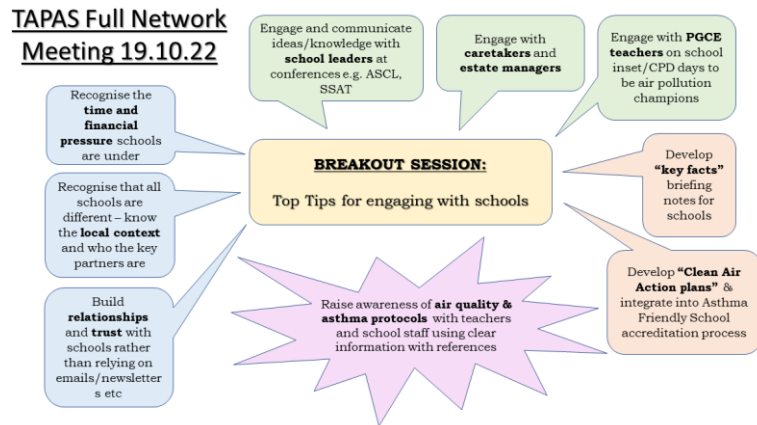 TAPAS Full Network
Meeting 19.10.22
Engage and communicate
ideas/knowledge with
school leaders at
conferences e.g. ASCL,
SSAT
Engage with
caretakers and
estate managers
Engage with PGCE
teachers on school
inset/CPD days to
be air pollution
champions
Recognise the
time and
financial
pressure schools
are under
BREAKOUT SESSION:
Top Tips for engaging with schools
Develop
“key facts”
briefing
notes for
schools
Recognise that all
schools are
different – know
the local context
and who the key
partners are
Build
relationships
and trust with
schools rather
than relying on
emails/newsletter
s etc
Raise awareness of air quality &
asthma protocols with teachers
and school staff using clear
information with references
Develop “Clean Air
Action plans” &
integrate into Asthma
Friendly School
accreditation process